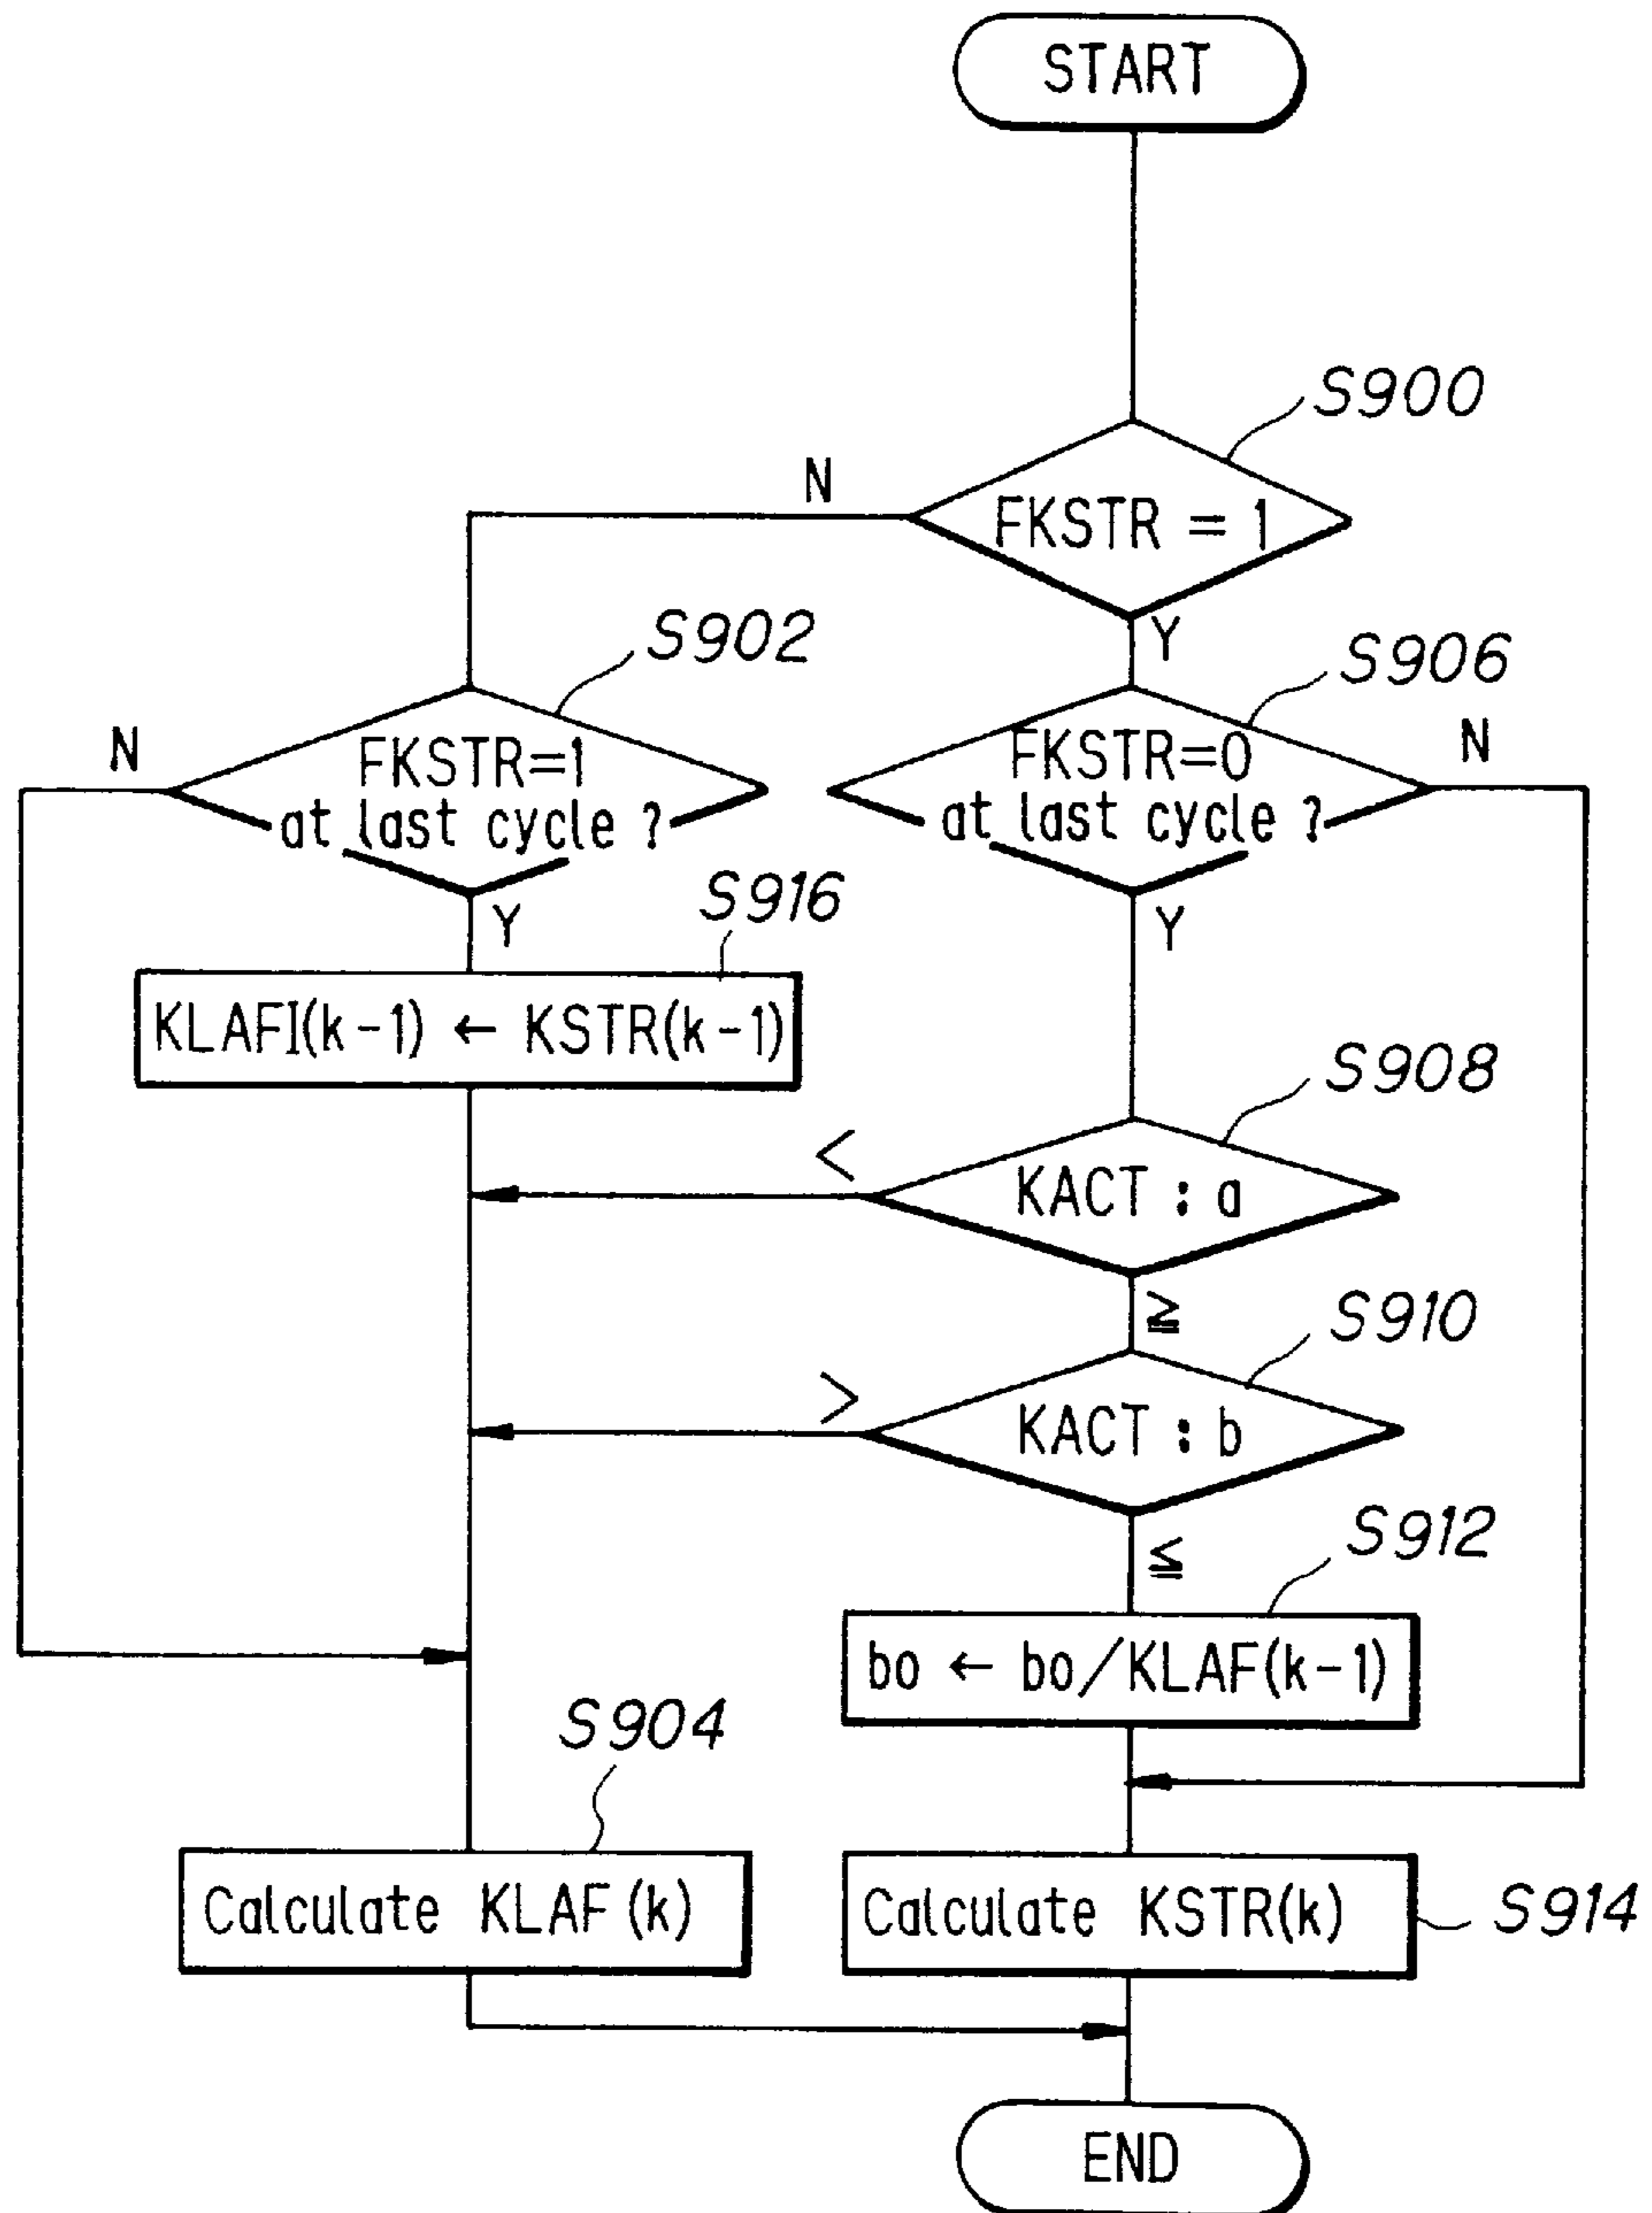 START
S900
N
FKSTR = 1
Y
S902
S906
N
FKSTR=1
at last cycle ?
FKSTR=0
at last cycle ?
N
Y
S916
Y
KLAFI(k-1) ← KSTR(k-1)
S908
<
KACT : a
≧
S910
>
KACT : b
≦
S912
bo ← bo/KLAF(k-1)
S904
Calculate KLAF (k)
Calculate KSTR(k)
S914
END